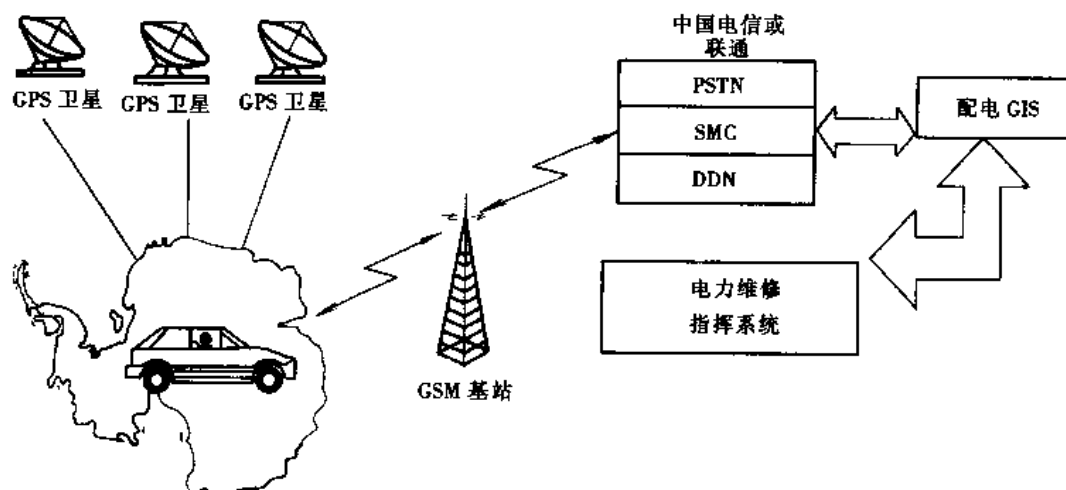 GPS 卫星
GPS 卫星
GPS 卫星
中国电信或
联通
PSTN
SMC
DDN
配电 GIS
电力维修
指挥系统
GSM 基站